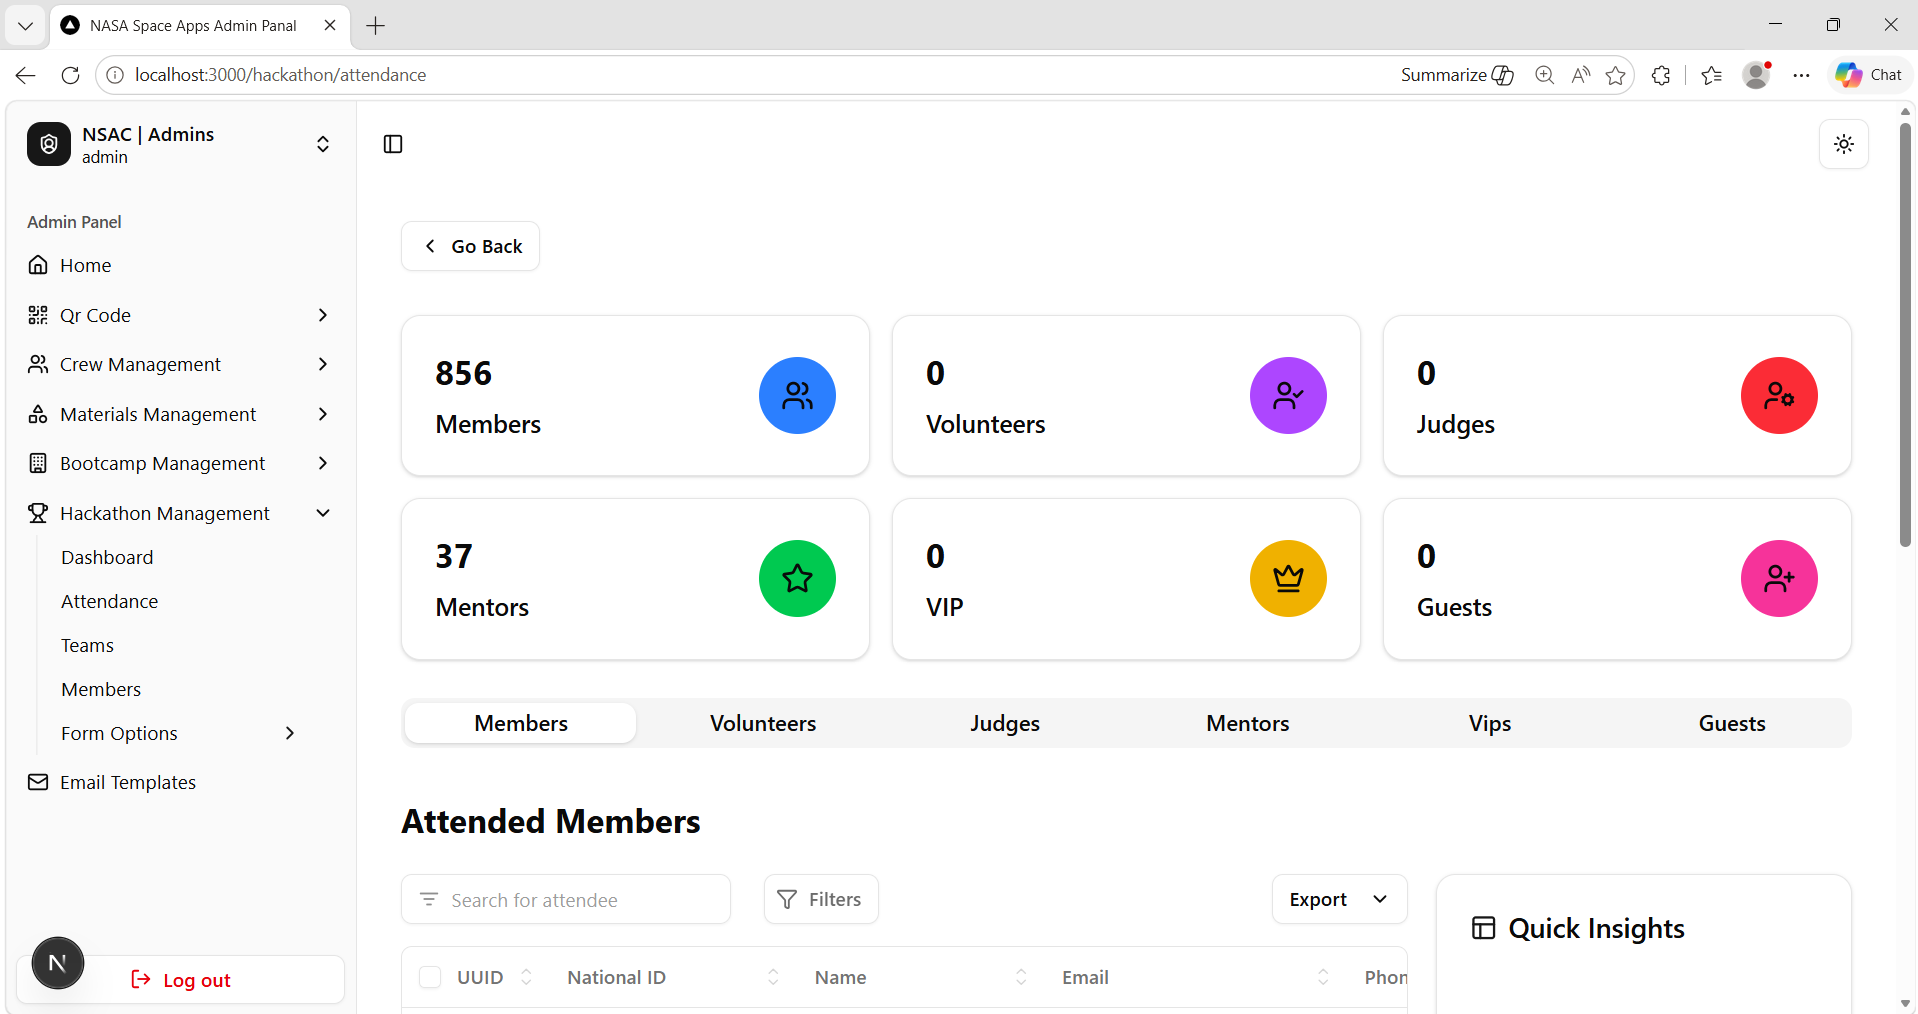 NASA Space Apps Admin Panal
localhost:3000/hackathon/attendance
Summarize
Chat
NSAC | Admins
admin
Admin Panel
Home
Qr Code
Crew Management
Materials Management
Bootcamp Management
Hackathon Management
Dashboard
Attendance
Teams
Members
Form Options
Email Templates
N
Log out
Go Back
856
Members
0
Volunteers
0
Judges
37
Mentors
0
VIP
0
Guests
Members Volunteers Judges Mentors Vips Guests
Attended Members
Search for attendee
Filters
Export
UUID National ID Name Email Phon
Quick Insights